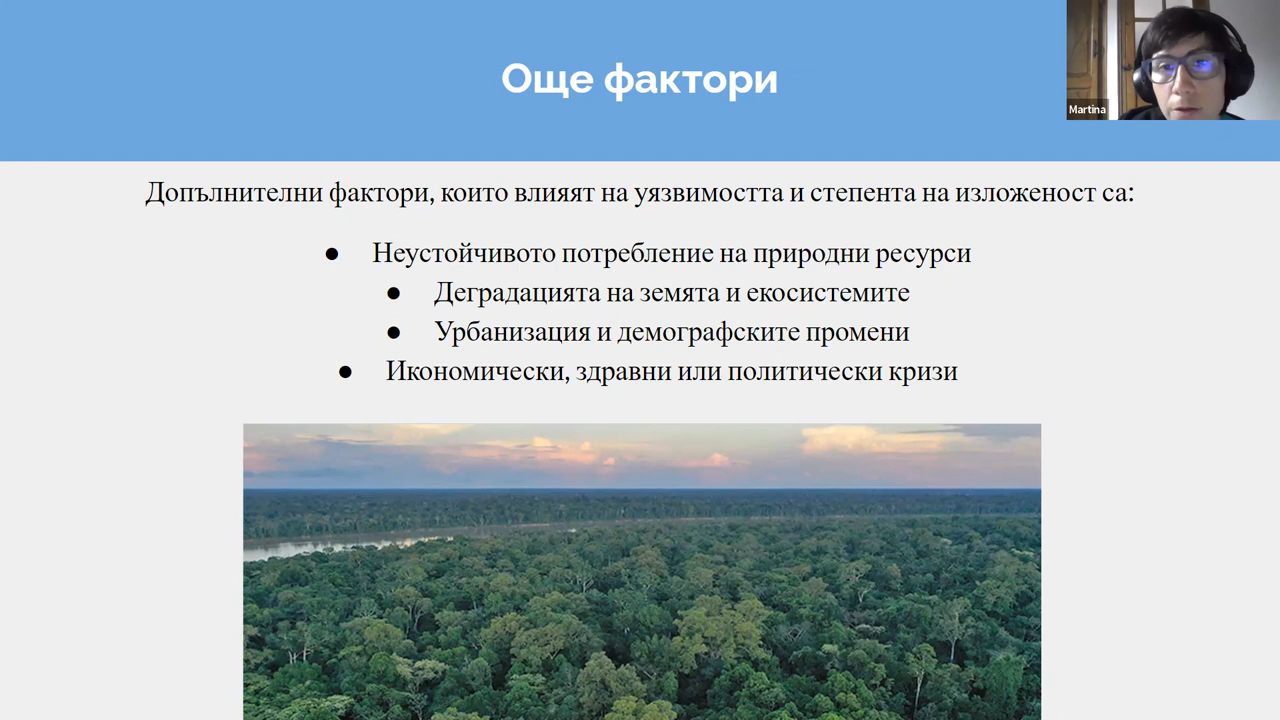 Още фактори
Martina
Допълнителни фактори, които влияят на уязвимостта и степента на изложеност са:
● Неустойчивото потребление на природни ресурси
● Деградацията на земята и екосистемите
● Урбанизация и демографските промени
● Икономически, здравни или политически кризи